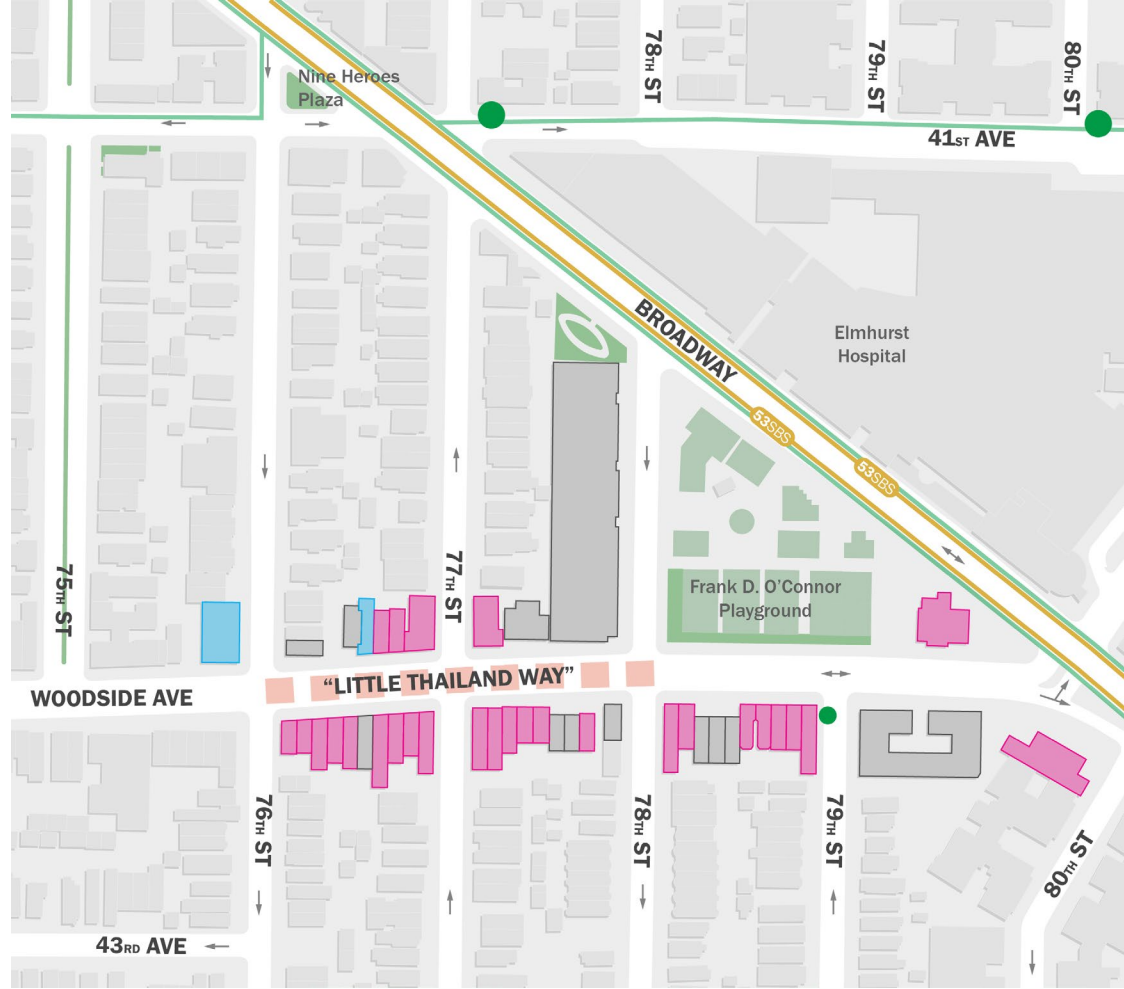 78TH ST
79TH ST
80TH ST
Nine Heroes
Plaza
41ST AVE
BROADWAY
Elmhurst
Hospital
53SBS
53SBS
75TH ST
77TH ST
Frank D. O'Connor
Playground
"LITTLE THAILAND WAY"
WOODSIDE AVE
76TH ST
78TH ST
79TH ST
80TH ST
43RD AVE